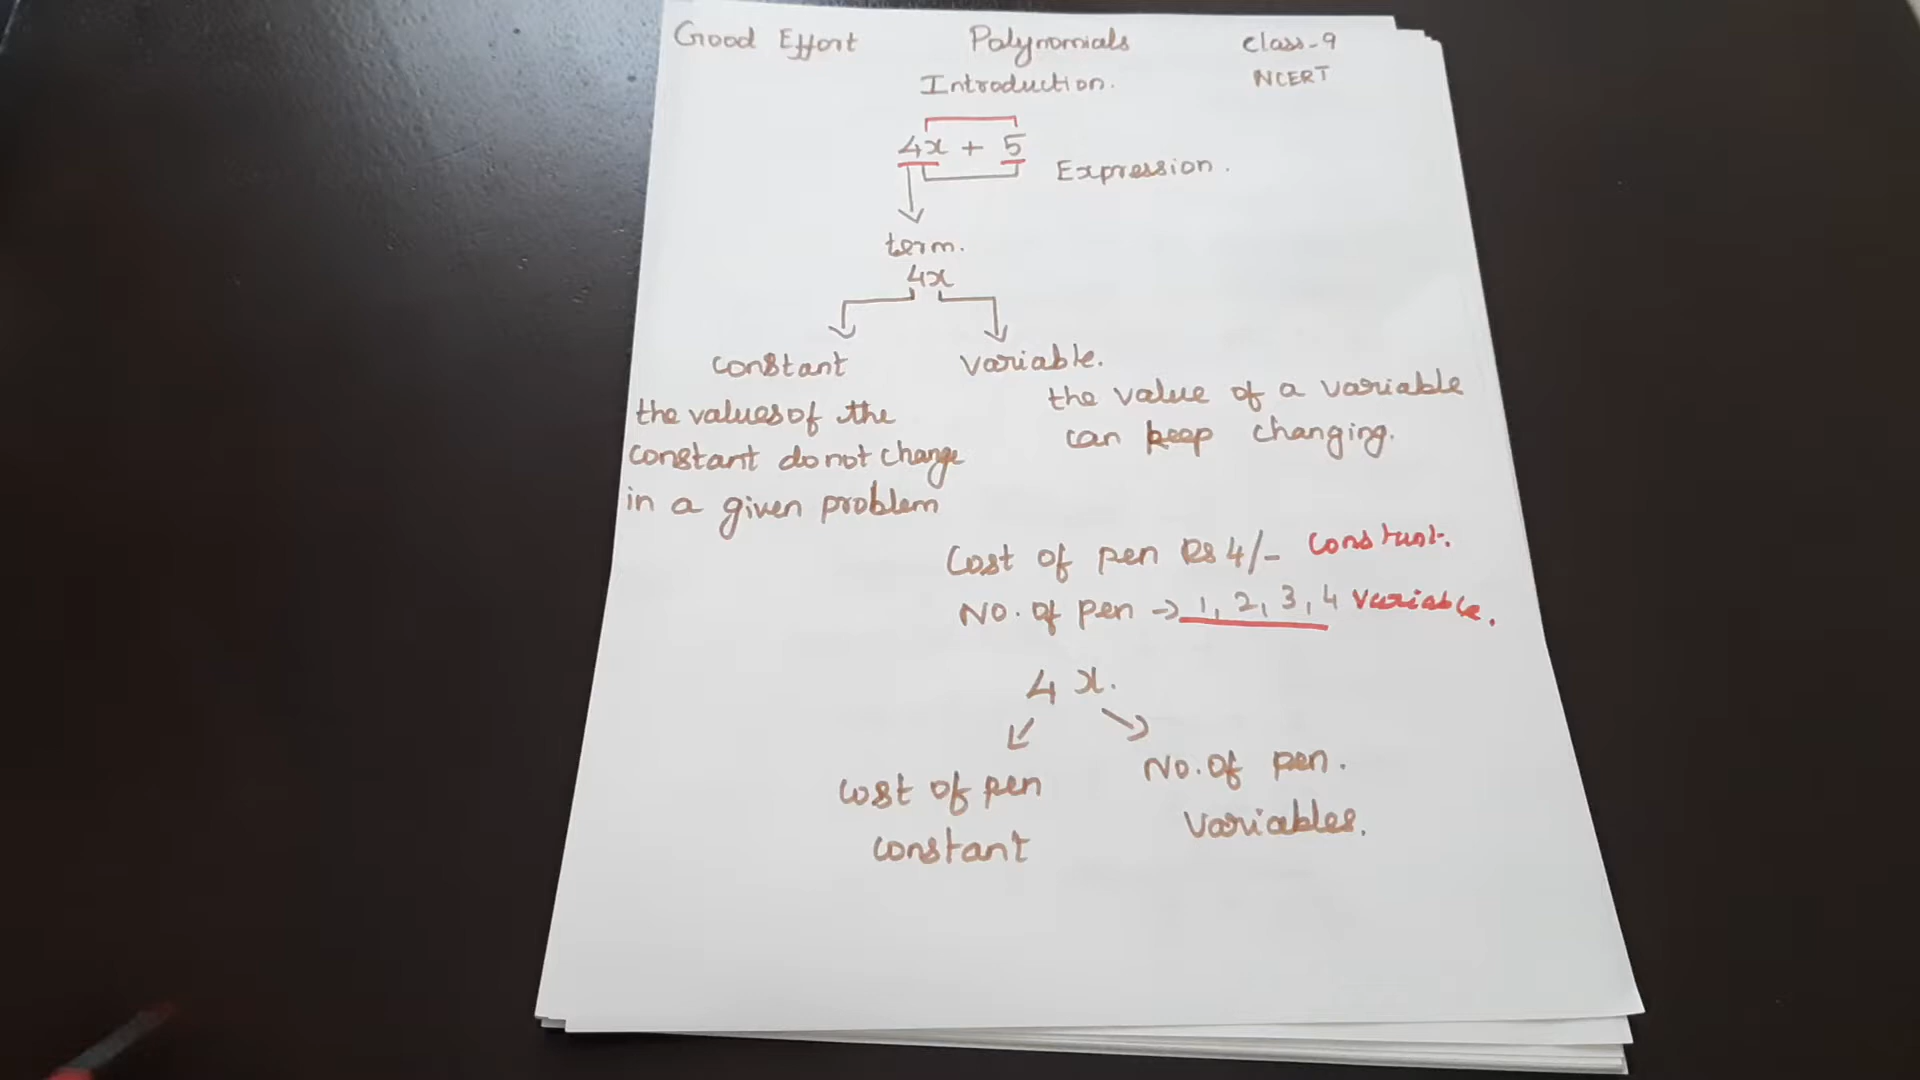 Good Effort Polynomials Class-9
Introduction. NCERT
4x + 5
Expression.
term.
4x
constant variable.
the values of the
constant do not change
in a given problem
the value of a variable
can keep changing.
Cost of pen Rs 4/- Constant.
No. of pen → 1, 2, 3, 4 Variable.
4 x.
Cost of pen
constant
No. of pen.
Variables.